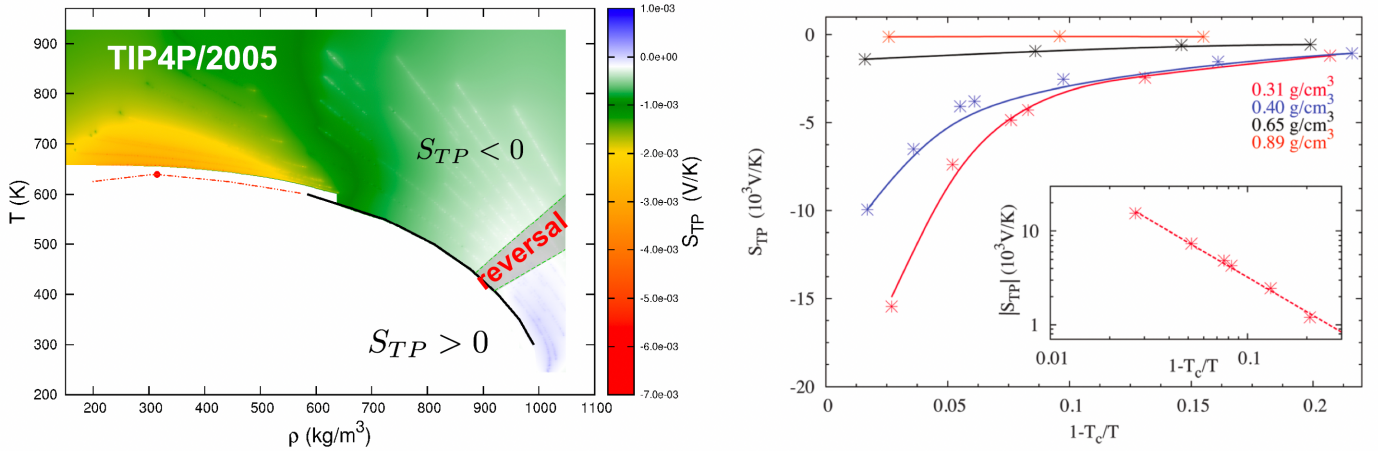 TIP4P/2005
S_TP < 0
reversal
S_TP > 0
T (K)
900
800
700
600
500
400
300
200
200 300 400 500 600 700 800 900 1000 1100
ρ (kg/m³)
1.0e-03
0.0e+00
-1.0e-03
-2.0e-03
-3.0e-03
-4.0e-03
-5.0e-03
-6.0e-03
-7.0e-03
S_TP (V/K)
S_TP (10³V/K)
0
-5
-10
-15
-20
0 0.05 0.1 0.15 0.2
1-T_c/T
0.31 g/cm³
0.40 g/cm³
0.65 g/cm³
0.89 g/cm³
|S_TP| (10³V/K)
10
1
0.01 0.1
1-T_c/T